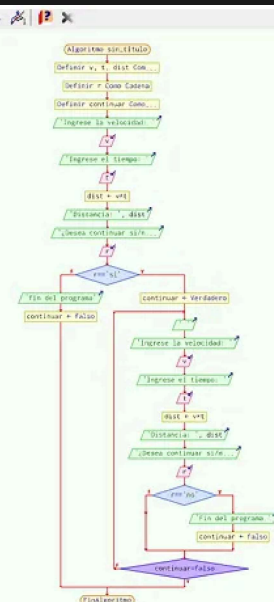 Algoritmo sin_titulo
Definir v, t, dist Com...
Definir r Como Cadena
Definir continuar Como...
'Ingrese la velocidad: '
v
'Ingrese el tiempo: '
t
dist ← v*t
'Distancia: ', dist
'¿Desea continuar si/n...
r
r=='si'
F
V
'Fin del programa'
continuar ← falso
continuar ← Verdadero
' '
'Ingrese la velocidad: '
v
'Ingrese el tiempo: '
t
dist ← v*t
'Distancia: ', dist
¿Desea continuar si/n...
r
r=='no'
F
V
'Fin del programa '
continuar ← falso
continuar=falso
FinAlgoritmo